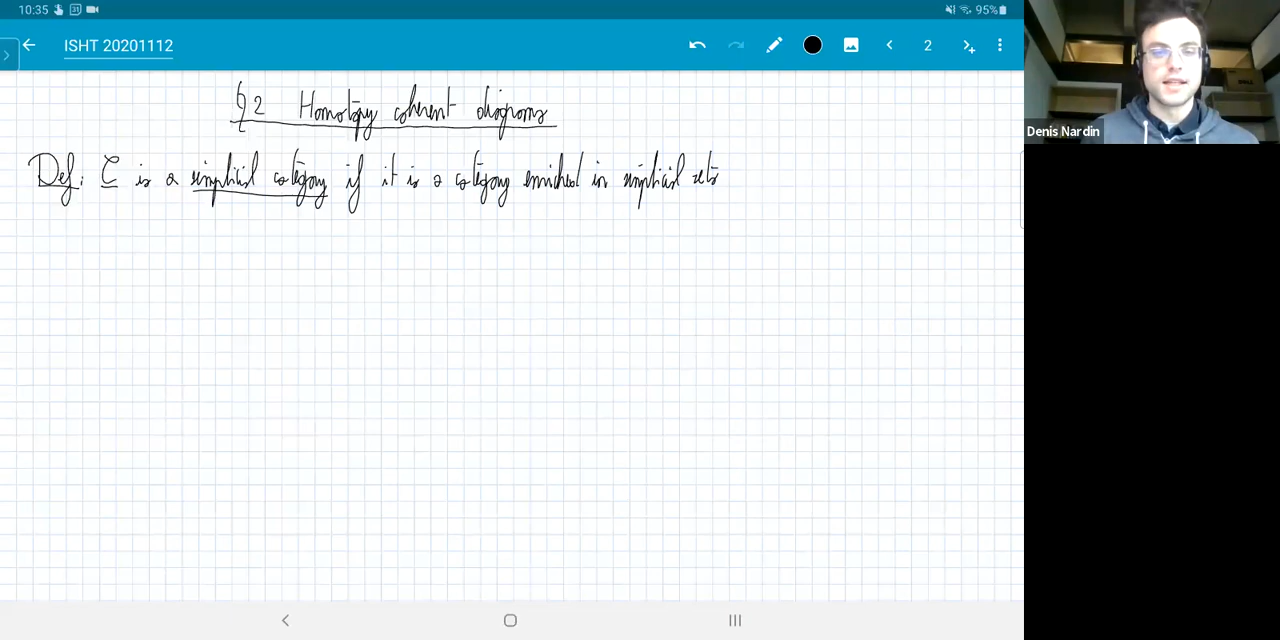 10:35 31 95%
ISHT 20201112 2
§2 Homotopy coherent diagrams
Def: C is a simplicial category if it is a category enriched in simplicial sets
Denis Nardin